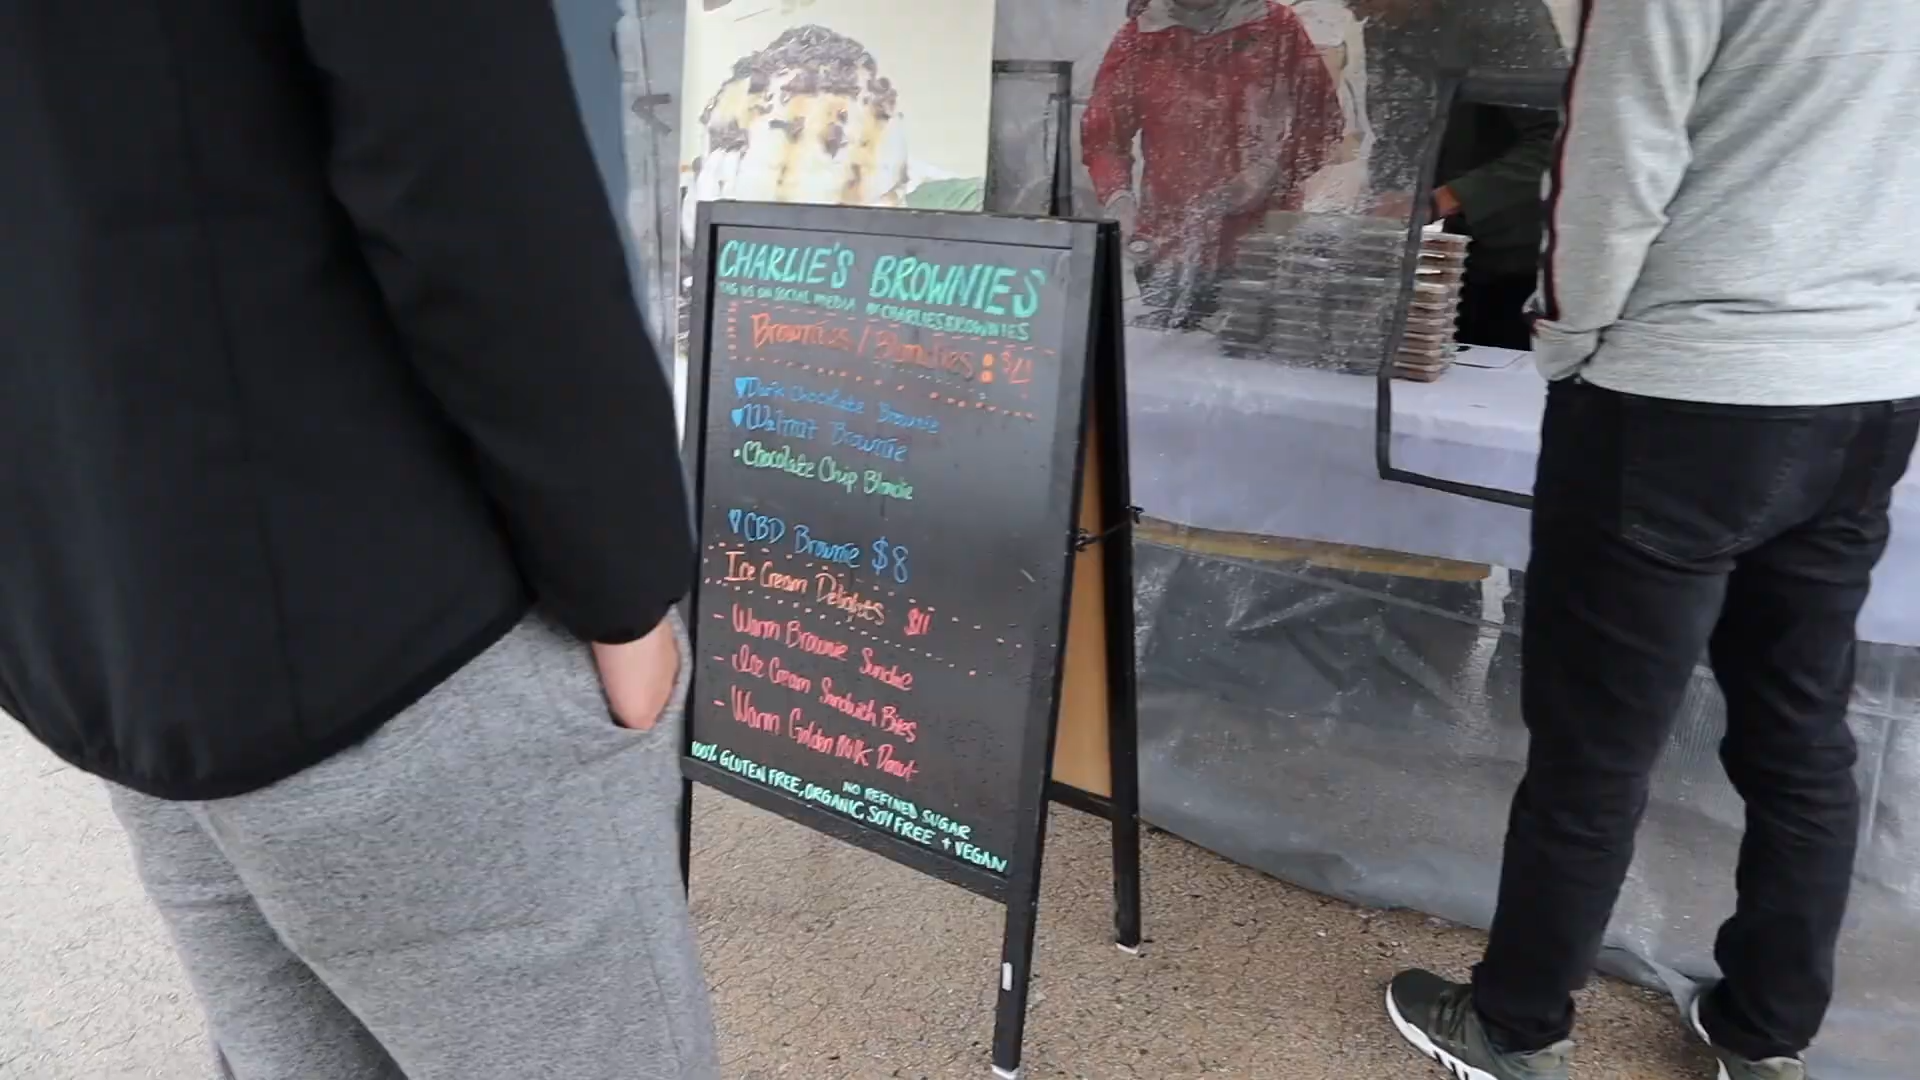 CHARLIE'S BROWNIES
TAG US ON SOCIAL MEDIA @CHARLIESBROWNIES
Brownies / Blondies : $4
Dark Chocolate Brownie
Walnut Brownie
Chocolate Chip Blondie
CBD Brownie $8
Ice Cream Delights $11
- Warm Brownie Sundae
- Ice Cream Sandwich Bites
- Warm Golden Milk Donut
NO REFINED SUGAR
100% GLUTEN FREE, ORGANIC, SOY FREE + VEGAN